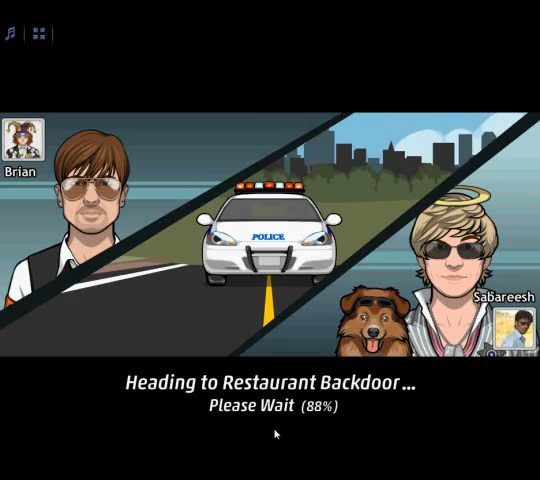 Brian
POLICE
Sabareesh
Heading to Restaurant Backdoor...
Please Wait (88%)